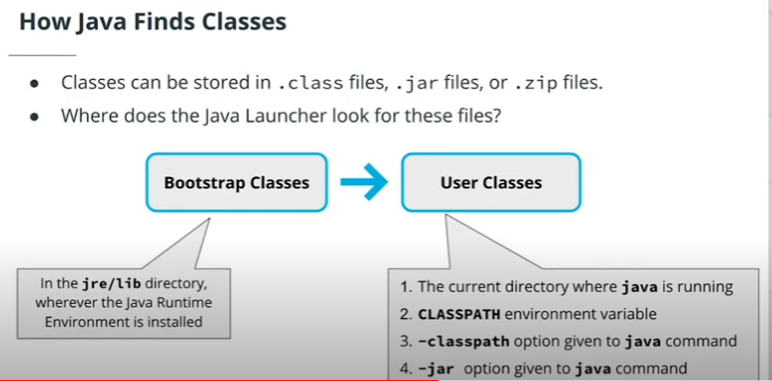 How Java Finds Classes
● Classes can be stored in .class files, .jar files, or .zip files.
● Where does the Java Launcher look for these files?
Bootstrap Classes
User Classes
In the jre/lib directory,
wherever the Java Runtime
Environment is installed
1. The current directory where java is running
2. CLASSPATH environment variable
3. -classpath option given to java command
4. -jar option given to java command